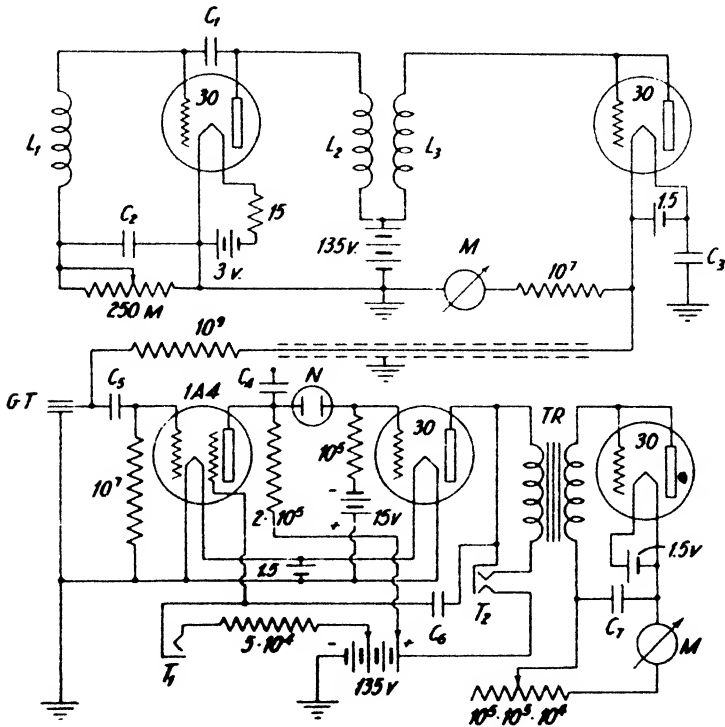 C₁
30
30
L₁
L₂
L₃
C₂
15
3 v.
135v.
M
10⁷
1.5
C₃
250 M
10⁹
GT
C₅
1A4
C₄
N
30
TR
30
10⁷
2·10⁵
10⁵
15v
1.5
1.5v
T₁
5·10⁴
135v
C₆
T₂
C₇
M
10⁵·10⁵·10⁴